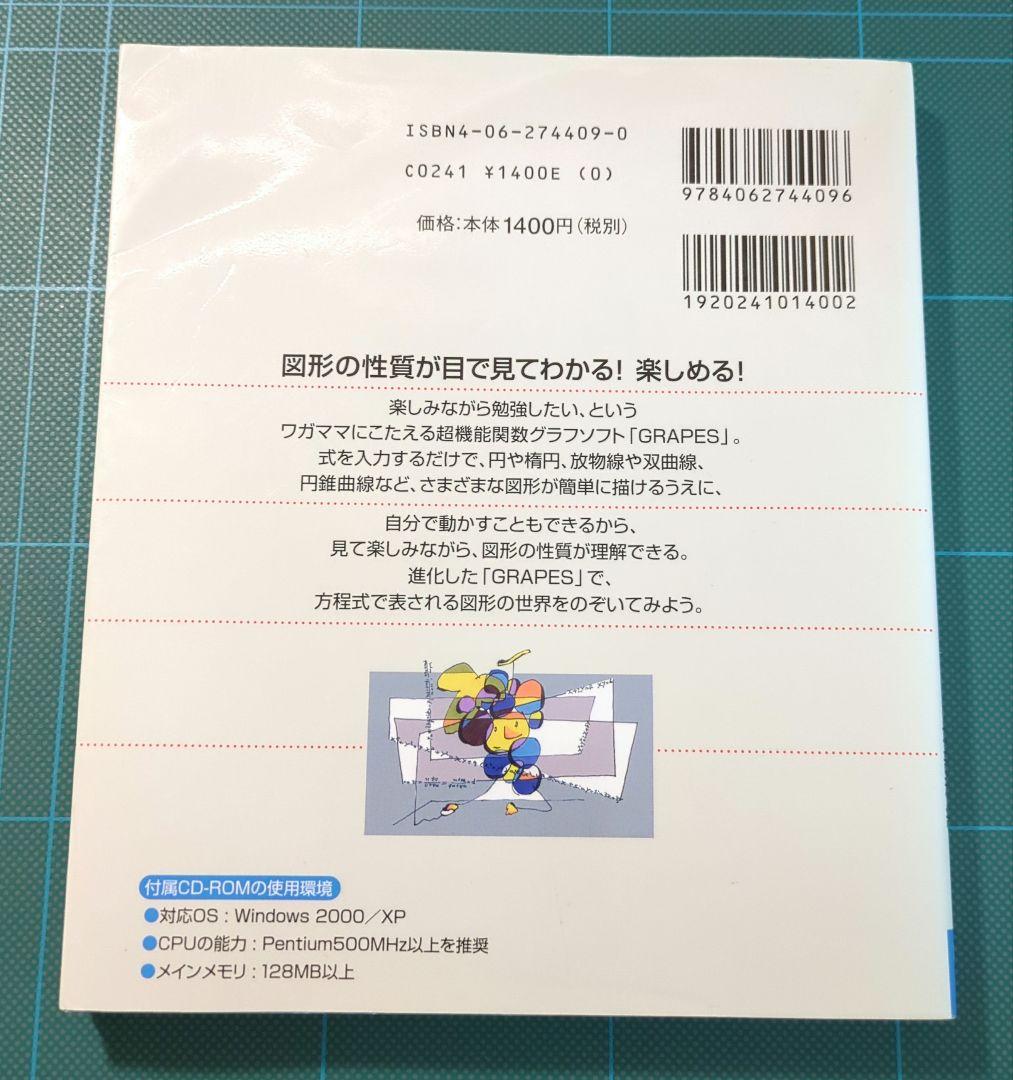 ISBN4-06-274409-0
C0241 ¥1400E (0)
価格:本体1400円(税別)
9784062744096
1920241014002
図形の性質が目で見てわかる! 楽しめる!
楽しみながら勉強したい、という
ワガママにこたえる超機能関数グラフソフト「GRAPES」。
式を入力するだけで、円や楕円、放物線や双曲線、
円錐曲線など、さまざまな図形が簡単に描けるうえに、
自分で動かすこともできるから、
見て楽しみながら、図形の性質が理解できる。
進化した「GRAPES」で、
方程式で表される図形の世界をのぞいてみよう。
付属CD-ROMの使用環境
●対応OS:Windows 2000/XP
●CPUの能力:Pentium500MHz以上を推奨
●メインメモリ:128MB以上